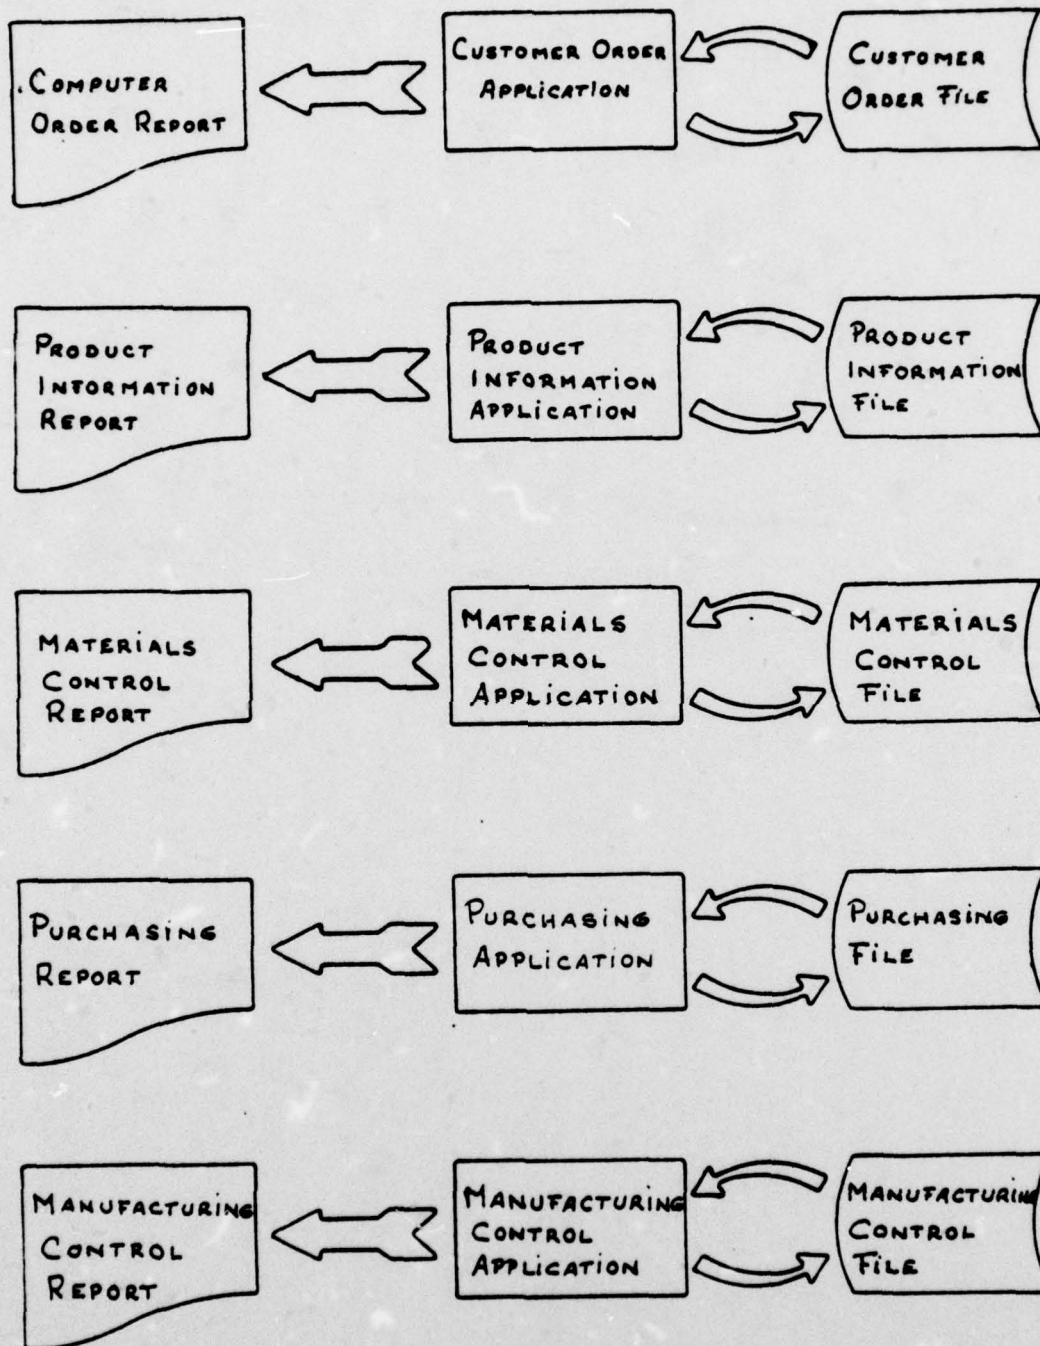 .COMPUTER
ORDER REPORT
CUSTOMER ORDER
APPLICATION
CUSTOMER
ORDER FILE
PRODUCT
INFORMATION
REPORT
PRODUCT
INFORMATION
APPLICATION
PRODUCT
INFORMATION
FILE
MATERIALS
CONTROL
REPORT
MATERIALS
CONTROL
APPLICATION
MATERIALS
CONTROL
FILE
PURCHASING
REPORT
PURCHASING
APPLICATION
PURCHASING
FILE
MANUFACTURING
CONTROL
REPORT
MANUFACTURING
CONTROL
APPLICATION
MANUFACTURING
CONTROL
FILE